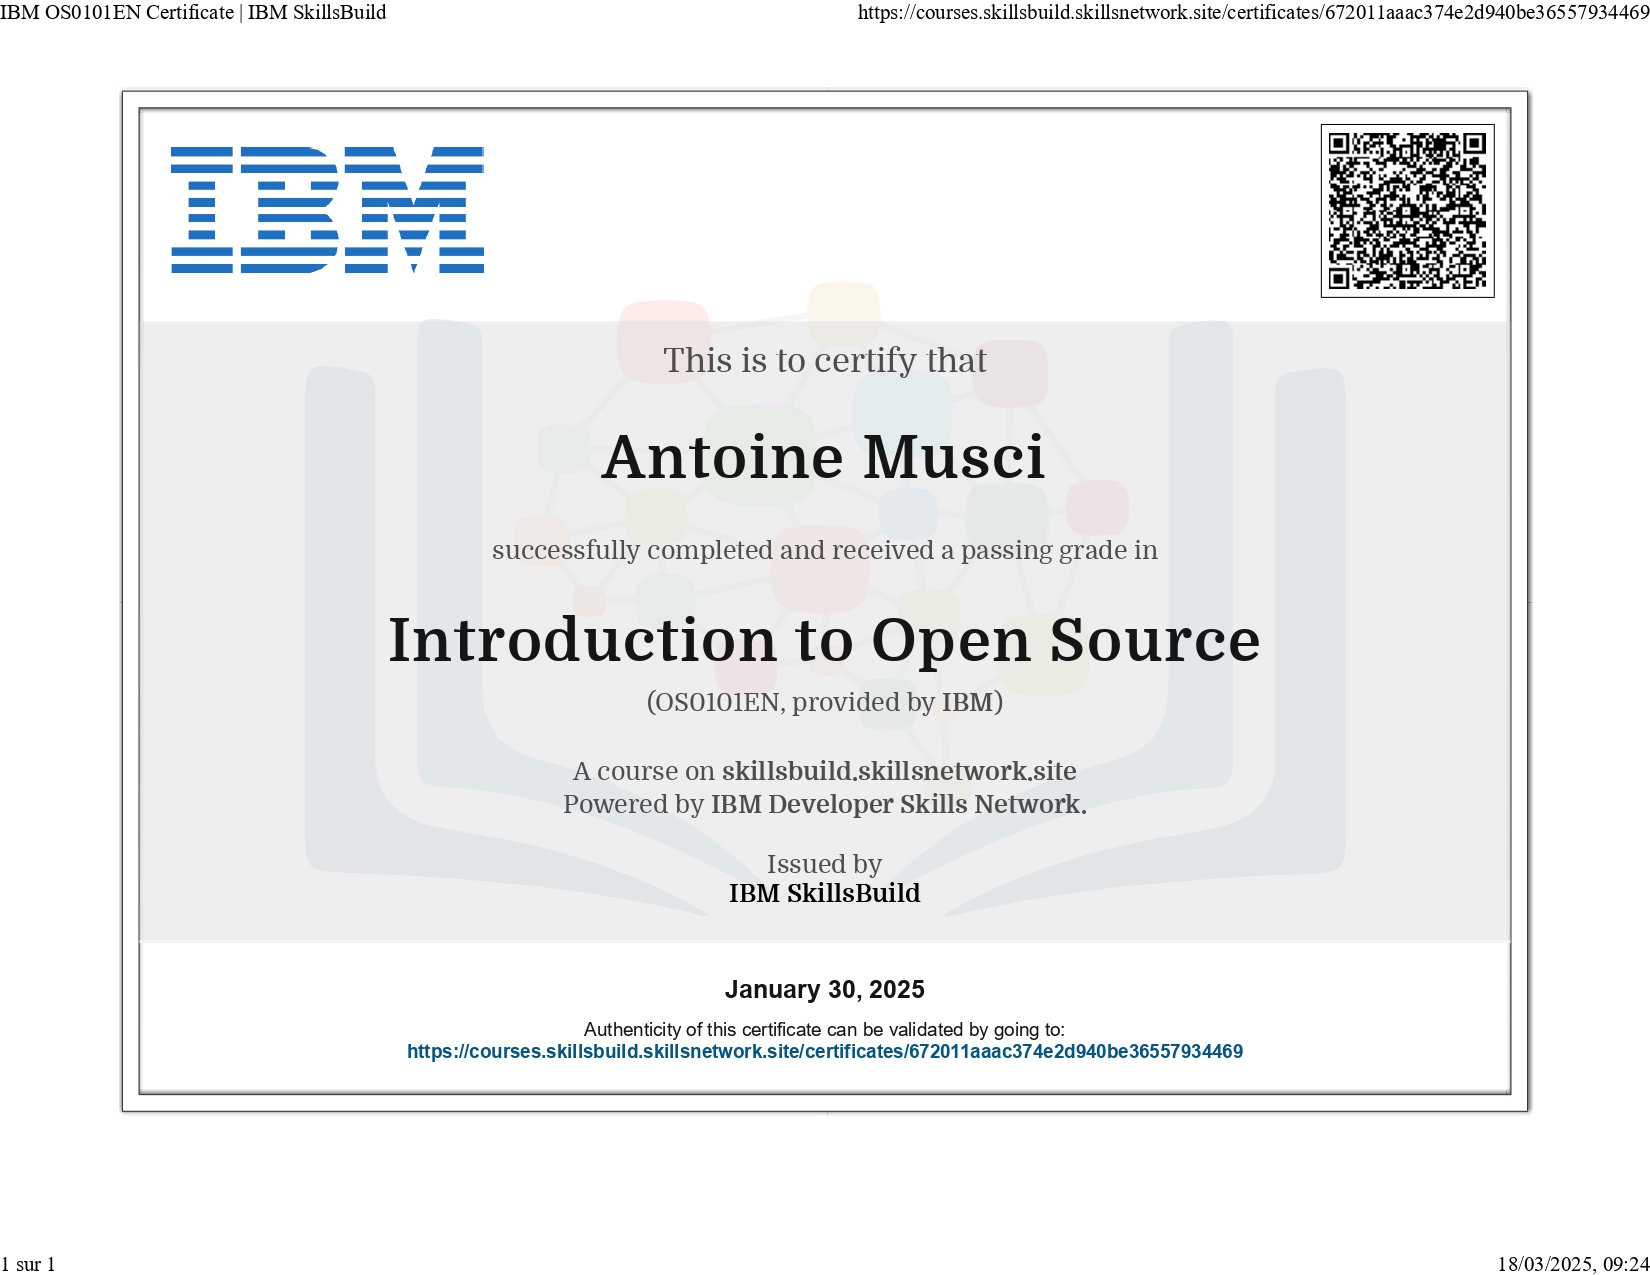 IBM OS0101EN Certificate | IBM SkillsBuild
https://courses.skillsbuild.skillsnetwork.site/certificates/672011aaac374e2d940be36557934469
IBM
This is to certify that
Antoine Musci
successfully completed and received a passing grade in
Introduction to Open Source
(OS0101EN, provided by IBM)
A course on skillsbuild.skillsnetwork.site
Powered by IBM Developer Skills Network.
Issued by
IBM SkillsBuild
January 30, 2025
Authenticity of this certificate can be validated by going to:
https://courses.skillsbuild.skillsnetwork.site/certificates/672011aaac374e2d940be36557934469
1 sur 1
18/03/2025, 09:24